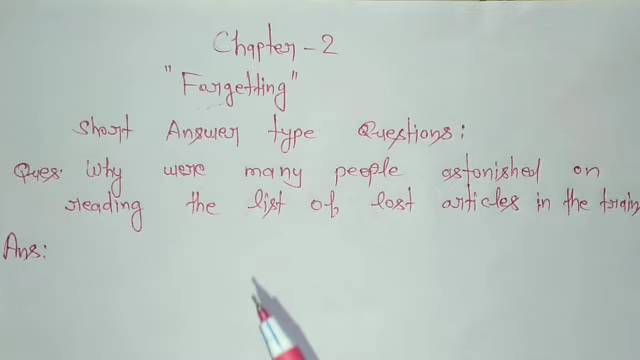 Chapter - 2
"Fargetting"
Short Answer type Questions:
Ques. Why were many people astonished on
reading the list of lost articles in the train
Ans: